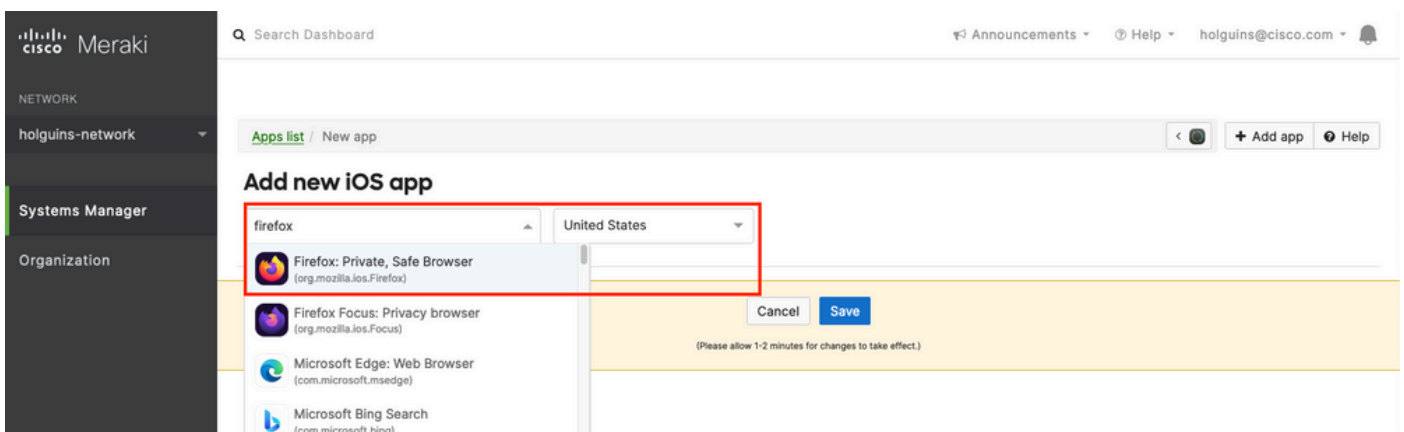 cisco Meraki
Search Dashboard
Announcements
Help
holguins@cisco.com
NETWORK
holguins-network
Apps list / New app
+ Add app
Help
Add new iOS app
Systems Manager
firefox
United States
Organization
Firefox: Private, Safe Browser
(org.mozilla.ios.Firefox)
Firefox Focus: Privacy browser
(org.mozilla.ios.Focus)
Cancel
Save
(Please allow 1-2 minutes for changes to take effect.)
Microsoft Edge: Web Browser
(com.microsoft.msedge)
Microsoft Bing Search
(com.microsoft.bing)